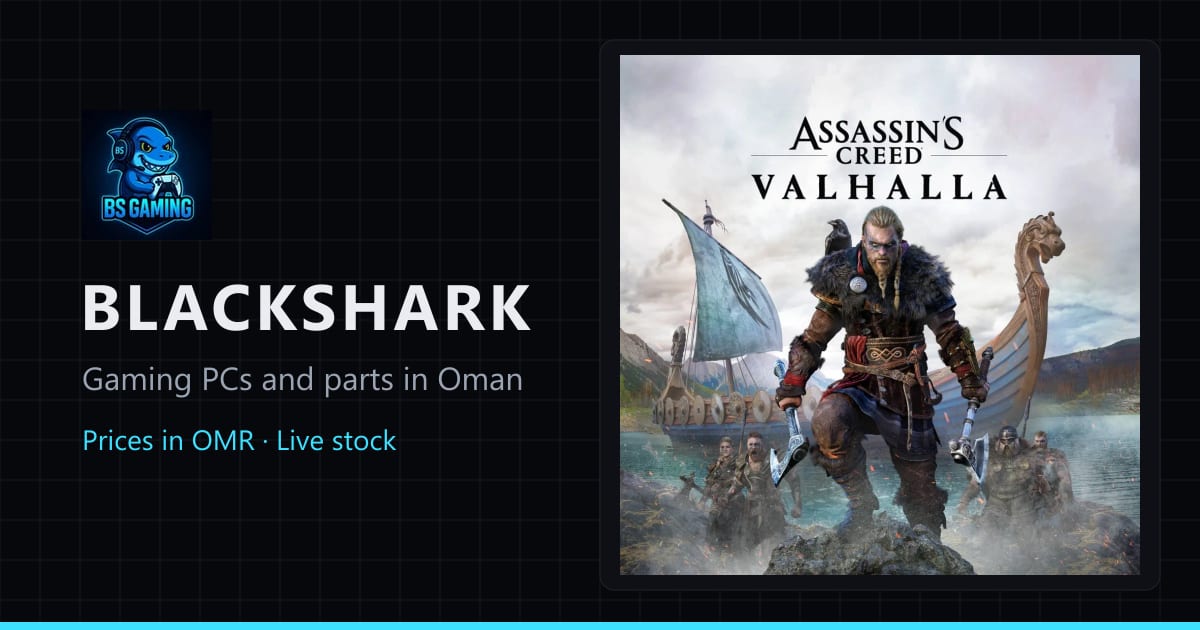 BS
BS GAMING
BLACKSHARK
Gaming PCs and parts in Oman
Prices in OMR · Live stock
ASSASSIN'S
CREED
VALHALLA